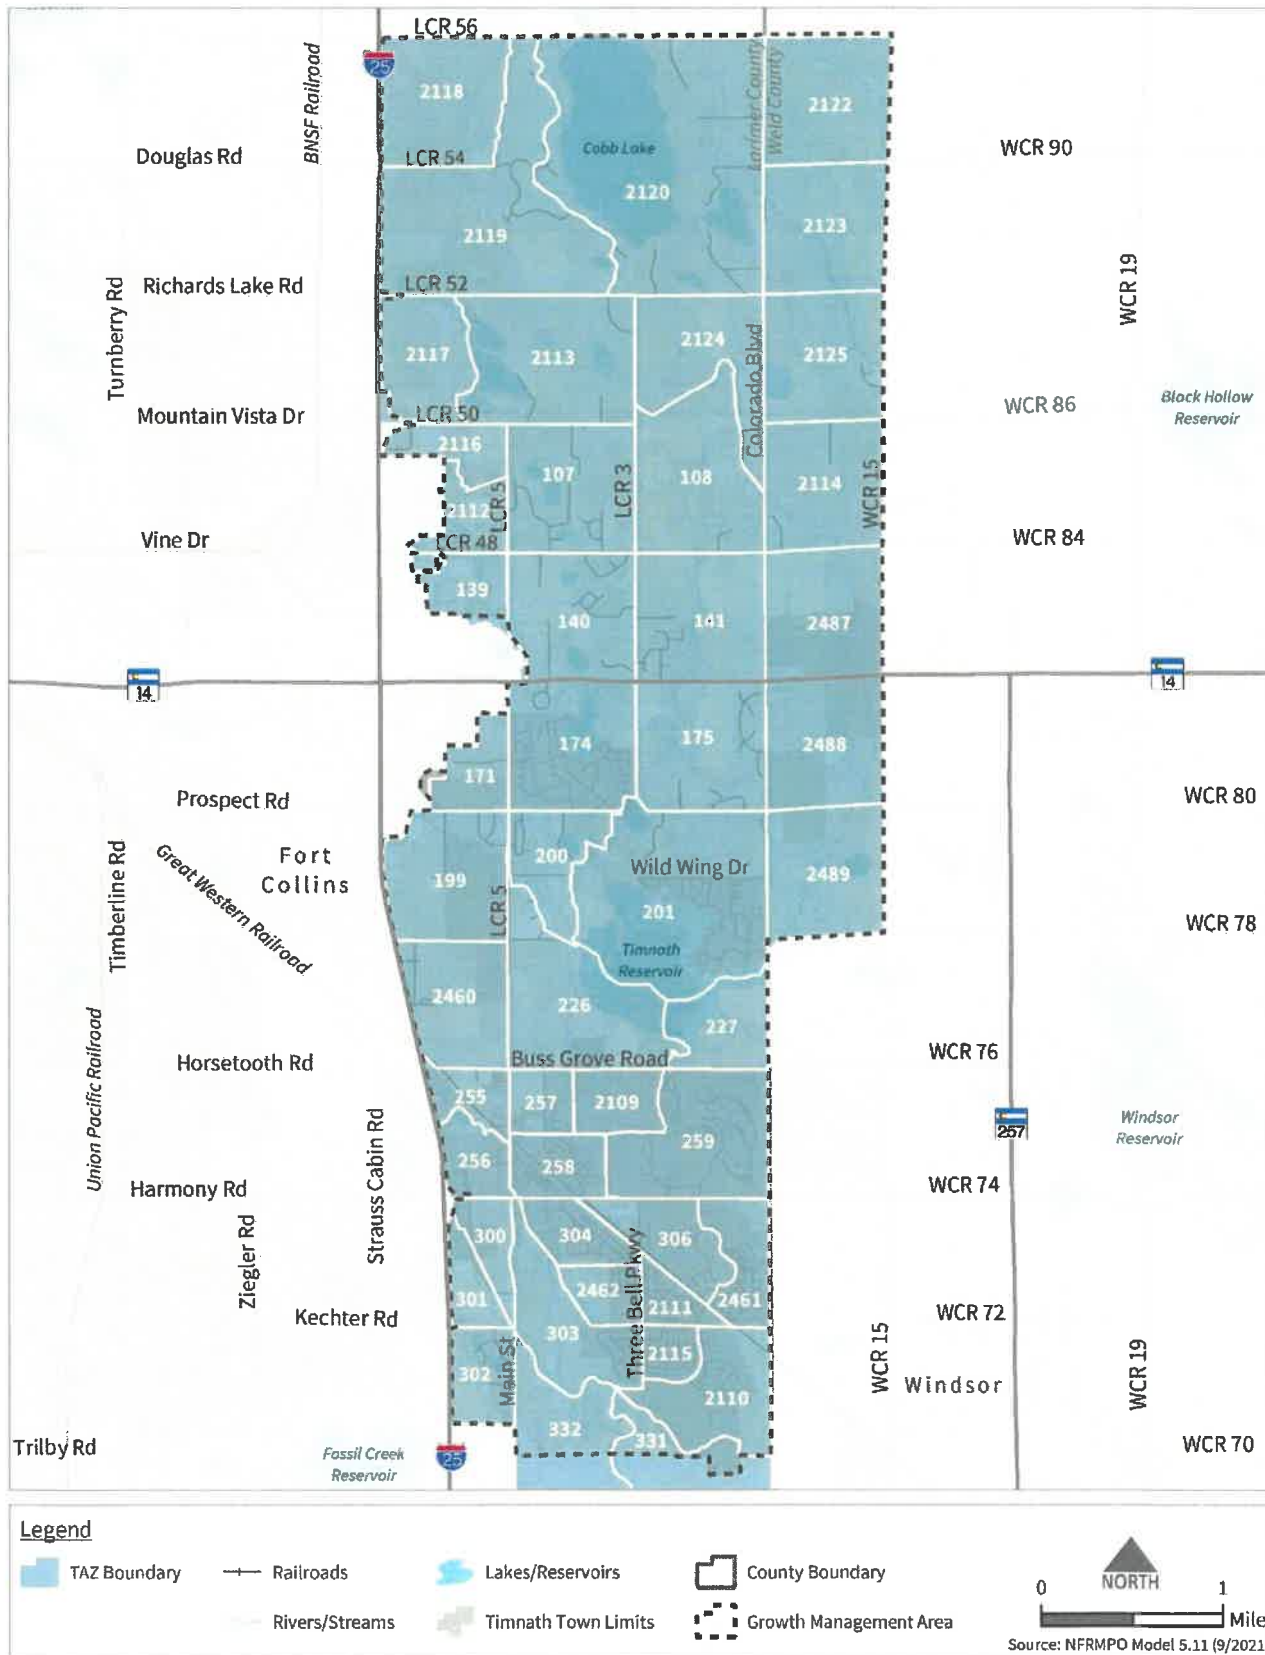 LCR 56
25
BNSF Railroad
2118
Larimer County
Weld County
2122
Douglas Rd
LCR 54
Cobb Lake
WCR 90
2120
2119
2123
WCR 19
Richards Lake Rd
LCR 52
Turnberry Rd
2117
2113
2124
Colorado Blvd
2125
Mountain Vista Dr
LCR 50
WCR 86
Black Hollow
Reservoir
2116
107
LCR 3
108
2114
WCR 15
LCR 5
2112
Vine Dr
LCR 48
WCR 84
139
140
141
2487
14
14
174
175
2488
171
Prospect Rd
WCR 80
Timberline Rd
Great Western Railroad
Fort
Collins
199
LCR 5
200
Wild Wing Dr
2489
201
WCR 78
Timnath
Reservoir
2460
226
227
Union Pacific Railroad
Horsetooth Rd
Buss Grove Road
WCR 76
255
257
2109
Strauss Cabin Rd
259
257
Windsor
Reservoir
256
258
Harmony Rd
WCR 74
Ziegler Rd
300
304
Three Bell Pkwy
306
301
2462
2111
2461
Kechter Rd
303
WCR 72
WCR 15
WCR 19
302
Main St
2115
2110
Windsor
332
331
Trilby Rd
Fossil Creek
Reservoir
25
WCR 70
Legend
TAZ Boundary
Railroads
Lakes/Reservoirs
County Boundary
Rivers/Streams
Timnath Town Limits
Growth Management Area
NORTH
0 1
Mile
Source: NFRMPO Model 5.11 (9/2021